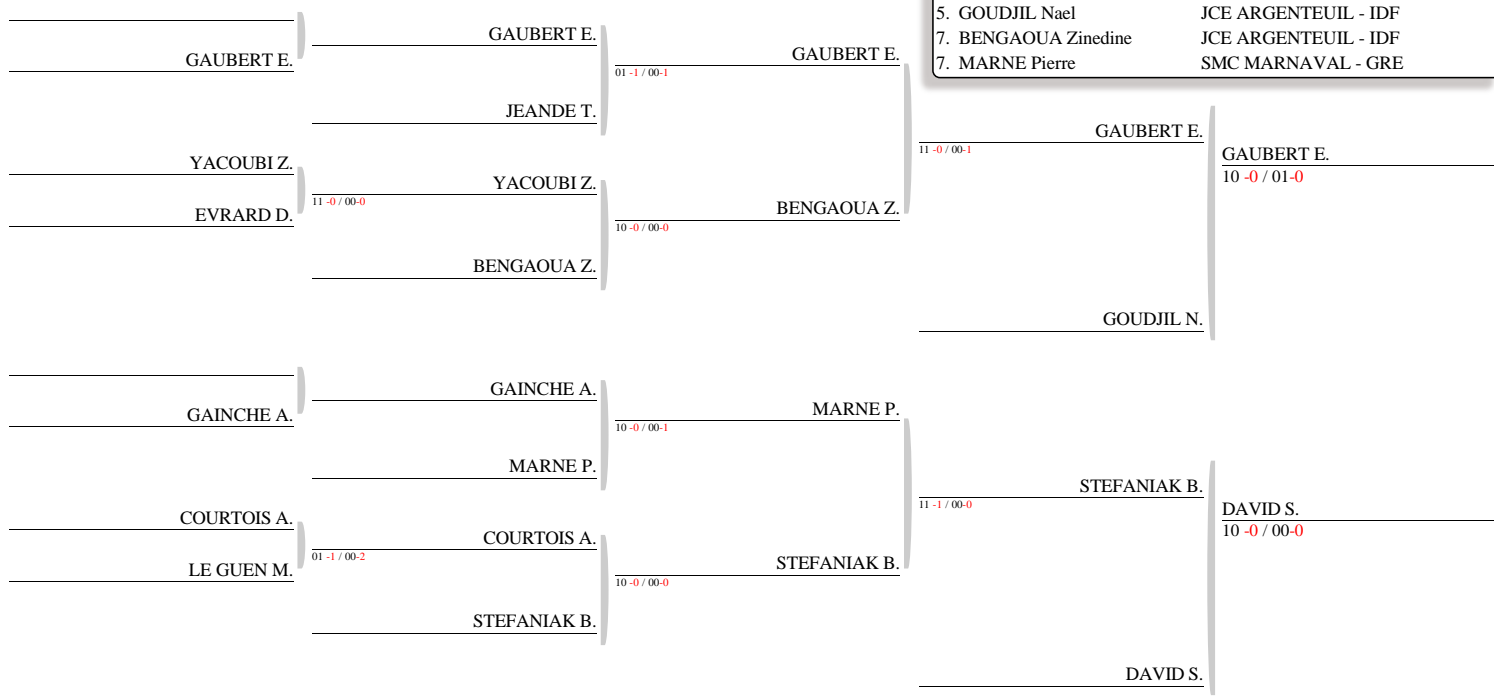 5. GOUDJIL Nael JCE ARGENTEUIL - IDF
7. BENGAOUA Zinedine JCE ARGENTEUIL - IDF
7. MARNE Pierre SMC MARNAVAL - GRE
GAUBERT E.
YACOUBI Z.
EVRARD D.
GAINCHE A.
COURTOIS A.
LE GUEN M.
GAUBERT E.
JEANDE T.
YACOUBI Z.
11 -0 / 00-0
BENGAOUA Z.
GAINCHE A.
MARNE P.
COURTOIS A.
01 -1 / 00-2
STEFANIAK B.
GAUBERT E.
01 -1 / 00-1
BENGAOUA Z.
10 -0 / 00-0
MARNE P.
10 -0 / 00-1
STEFANIAK B.
10 -0 / 00-0
GAUBERT E.
11 -0 / 00-1
GOUDJIL N.
STEFANIAK B.
11 -1 / 00-0
DAVID S.
GAUBERT E.
10 -0 / 01-0
DAVID S.
10 -0 / 00-0